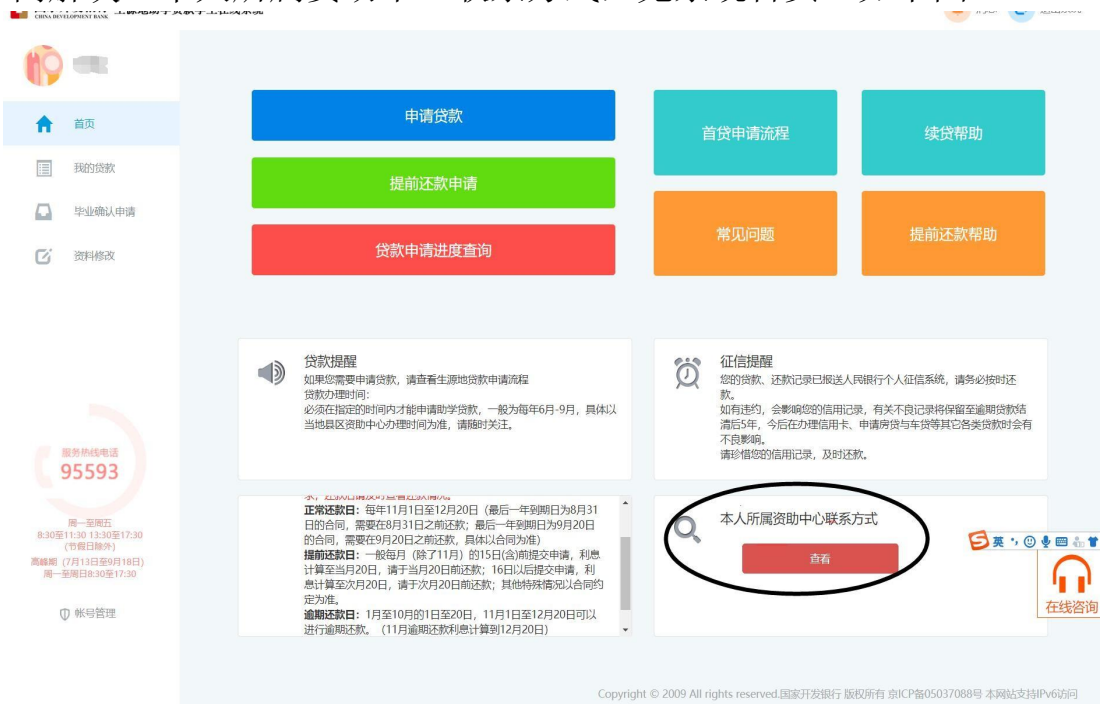 CHINA DEVELOPMENT BANK
首页
我的贷款
毕业确认申请
资料修改
服务热线电话
95593
周一至周五
8:30至11:30 13:30至17:30
(节假日除外)
高峰期 (7月13日至9月18日)
周一至周日8:30至17:30
帐号管理
申请贷款
提前还款申请
贷款申请进度查询
首贷申请流程
续贷帮助
常见问题
提前还款帮助
贷款提醒
如果您需要申请贷款，请查看生源地贷款申请流程
贷款办理时间：
必须在指定的时间内才能申请助学贷款，一般为每年6月-9月，具体以
当地县区资助中心办理时间为准，请随时关注。
征信提醒
您的贷款、还款记录已报送人民银行个人征信系统，请务必按时还
款。
如有违约，会影响您的信用记录，有关不良记录将保留至逾期贷款结
清后5年，今后在办理信用卡、申请房贷与车贷等其它各类贷款时会有
不良影响。
请珍惜您的信用记录，及时还款。
正常还款日：每年11月1日至12月20日（最后一年到期日为8月31
日的合同，需要在8月31日之前还款；最后一年到期日为9月20日
的合同，需要在9月20日之前还款，具体以合同为准）
提前还款日：一般每月（除了11月）的15日(含)前提交申请，利息
计算至当月20日，请于当月20日前还款；16日以后提交申请，利
息计算至次月20日，请于次月20日前还款；其他特殊情况以合同约
定为准。
逾期还款日：1月至10月的1日至20日，11月1日至12月20日可以
进行逾期还款。（11月逾期还款利息计算到12月20日）
本人所属资助中心联系方式
查看
英
在线咨询
Copyright © 2009 All rights reserved.国家开发银行 版权所有 京ICP备05037088号 本网站支持IPv6访问